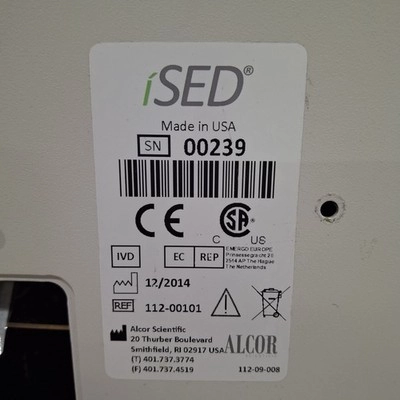 iSED®
Made in USA
SN 00239
CE
C US
EMERGO EUROPE
Prinsessegracht 20
2514 AP The Hague
The Netherlands
IVD EC REP
12/2014
REF 112-00101
Alcor Scientific
20 Thurber Boulevard
Smithfield, RI 02917 USA
ALCOR
(T) 401.737.3774
(F) 401.737.4519
112-09-008